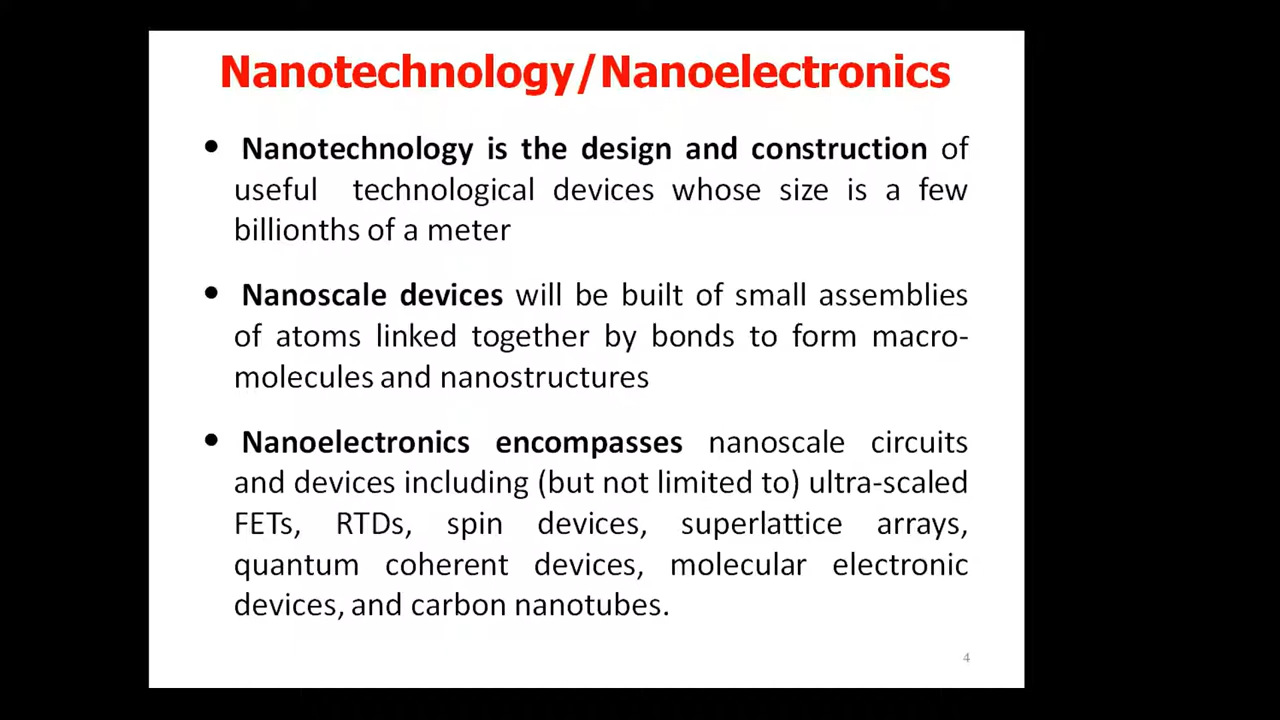 Nanotechnology/Nanoelectronics
• Nanotechnology is the design and construction of
useful technological devices whose size is a few
billionths of a meter
• Nanoscale devices will be built of small assemblies
of atoms linked together by bonds to form macro-
molecules and nanostructures
• Nanoelectronics encompasses nanoscale circuits
and devices including (but not limited to) ultra-scaled
FETs, RTDs, spin devices, superlattice arrays,
quantum coherent devices, molecular electronic
devices, and carbon nanotubes.
4